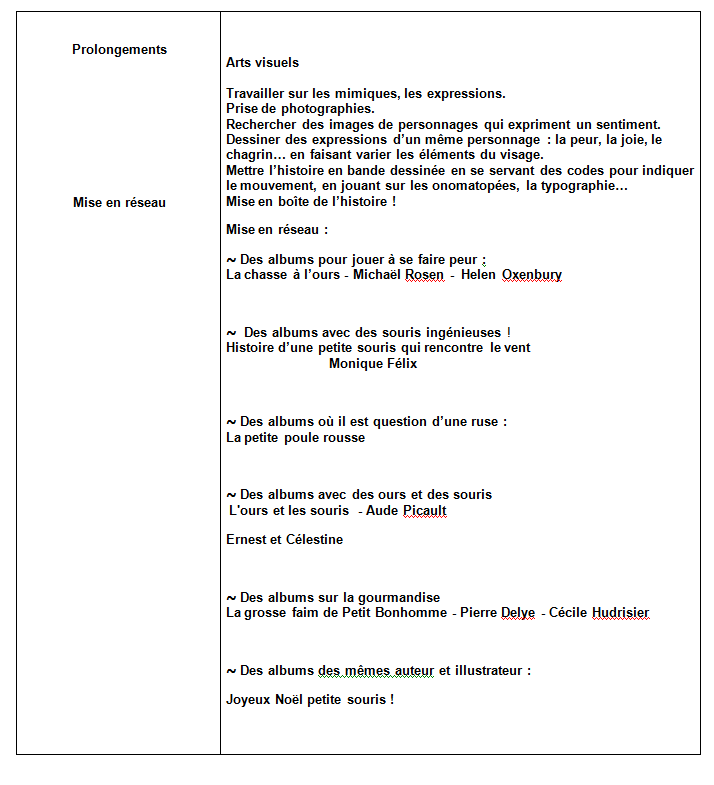 Prolongements
Arts visuels
Travailler sur les mimiques, les expressions.
Prise de photographies.
Rechercher des images de personnages qui expriment un sentiment.
Dessiner des expressions d’un même personnage : la peur, la joie, le
chagrin… en faisant varier les éléments du visage.
Mettre l’histoire en bande dessinée en se servant des codes pour indiquer
le mouvement, en jouant sur les onomatopées, la typographie…
Mise en boîte de l’histoire !
Mise en réseau
Mise en réseau :
~ Des albums pour jouer à se faire peur :
La chasse à l’ours - Michaël Rosen - Helen Oxenbury
~ Des albums avec des souris ingénieuses !
Histoire d’une petite souris qui rencontre le vent
Monique Félix
~ Des albums où il est question d’une ruse :
La petite poule rousse
~ Des albums avec des ours et des souris
L'ours et les souris - Aude Picault
Ernest et Célestine
~ Des albums sur la gourmandise
La grosse faim de Petit Bonhomme - Pierre Delye - Cécile Hudrisier
~ Des albums des mêmes auteur et illustrateur :
Joyeux Noël petite souris !